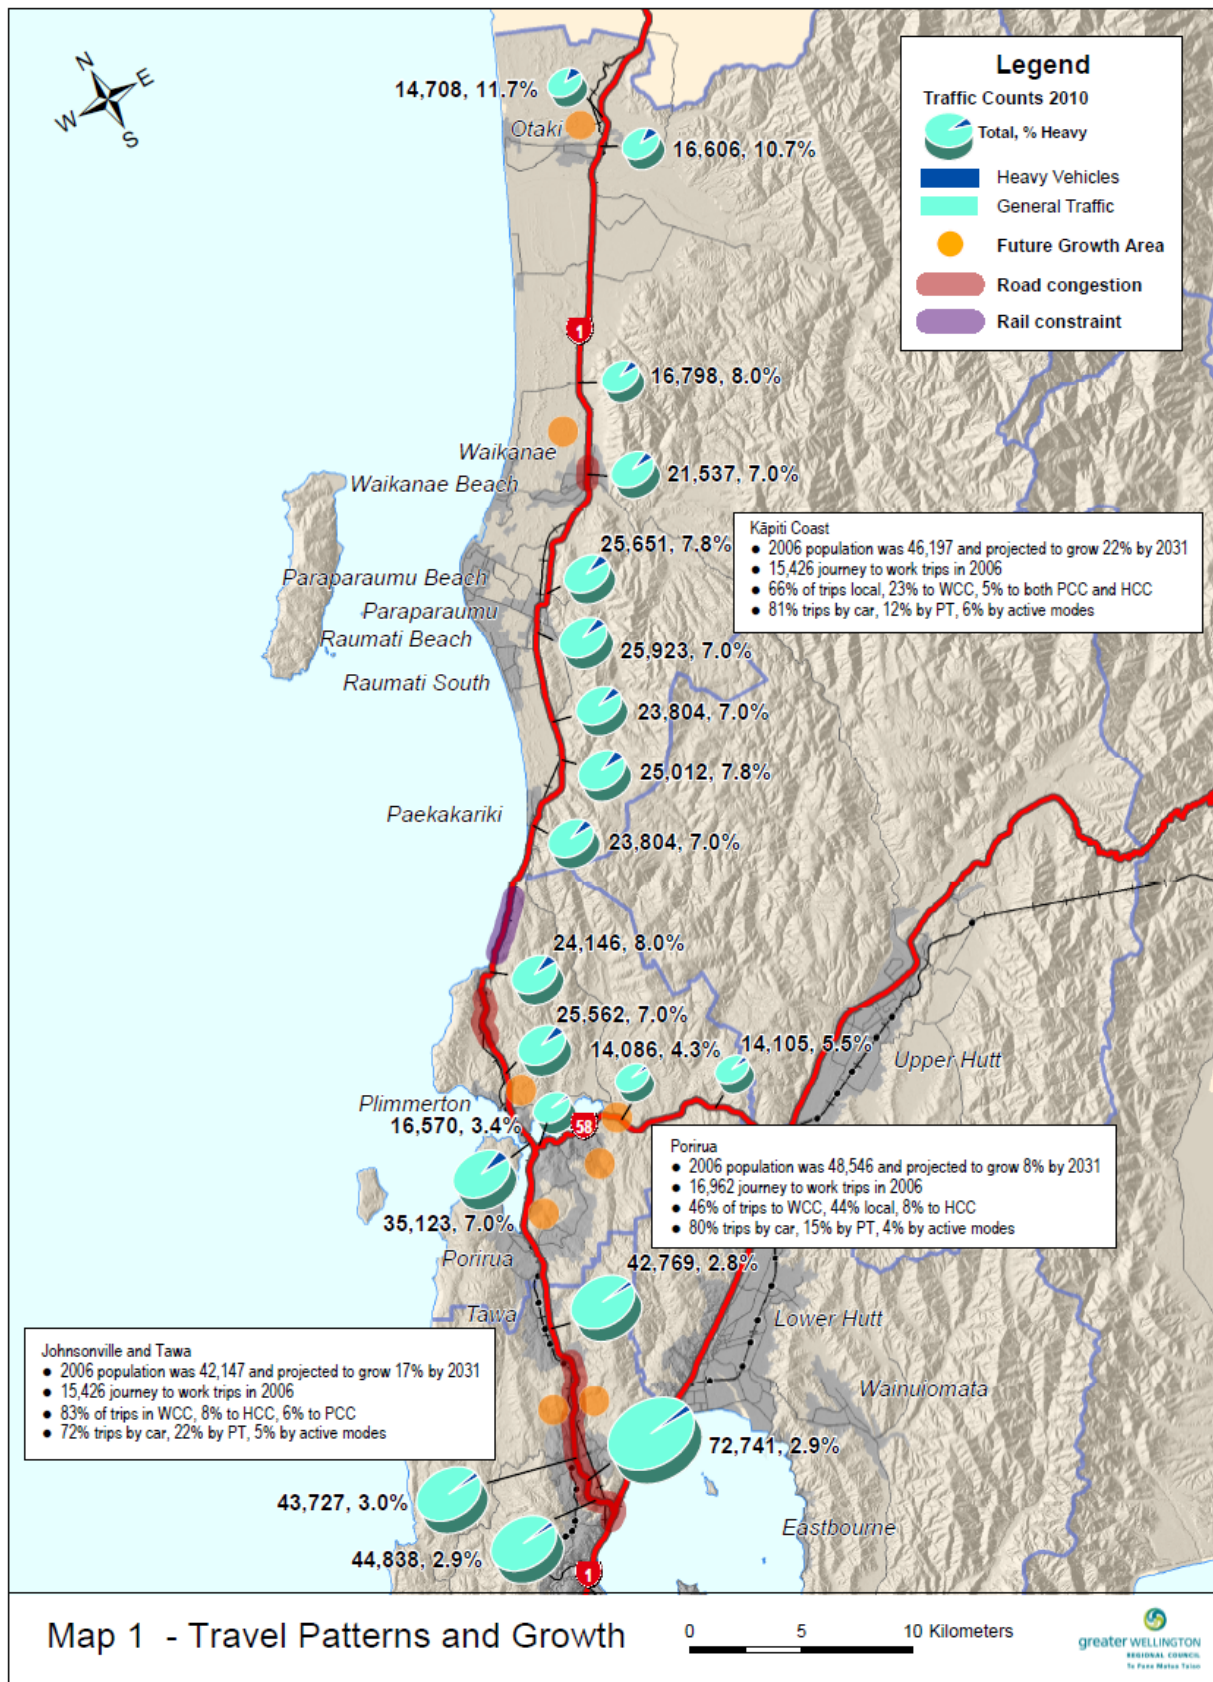 N
E
W
S
Legend
Traffic Counts 2010
Total, % Heavy
Heavy Vehicles
General Traffic
Future Growth Area
Road congestion
Rail constraint
14,708, 11.7%
Otaki
16,606, 10.7%
1
16,798, 8.0%
Waikanae
Waikanae Beach
21,537, 7.0%
25,651, 7.8%
Kāpiti Coast
● 2006 population was 46,197 and projected to grow 22% by 2031
● 15,426 journey to work trips in 2006
● 66% of trips local, 23% to WCC, 5% to both PCC and HCC
● 81% trips by car, 12% by PT, 6% by active modes
Paraparaumu Beach
Paraparaumu
Raumati Beach
25,923, 7.0%
Raumati South
23,804, 7.0%
25,012, 7.8%
Paekakariki
23,804, 7.0%
24,146, 8.0%
25,562, 7.0%
14,086, 4.3%
14,105, 5.5%
Upper Hutt
Plimmerton
16,570, 3.4%
58
Porirua
● 2006 population was 48,546 and projected to grow 8% by 2031
● 16,962 journey to work trips in 2006
● 46% of trips to WCC, 44% local, 8% to HCC
● 80% trips by car, 15% by PT, 4% by active modes
35,123, 7.0%
Porirua
42,769, 2.8%
Tawa
Lower Hutt
Johnsonville and Tawa
● 2006 population was 42,147 and projected to grow 17% by 2031
● 15,426 journey to work trips in 2006
● 83% of trips in WCC, 8% to HCC, 6% to PCC
● 72% trips by car, 22% by PT, 5% by active modes
Wainuiomata
72,741, 2.9%
43,727, 3.0%
Eastbourne
44,838, 2.9%
1
Map 1 - Travel Patterns and Growth
0 5 10 Kilometers
greater WELLINGTON
REGIONAL COUNCIL
Te Pane Matua Taiao